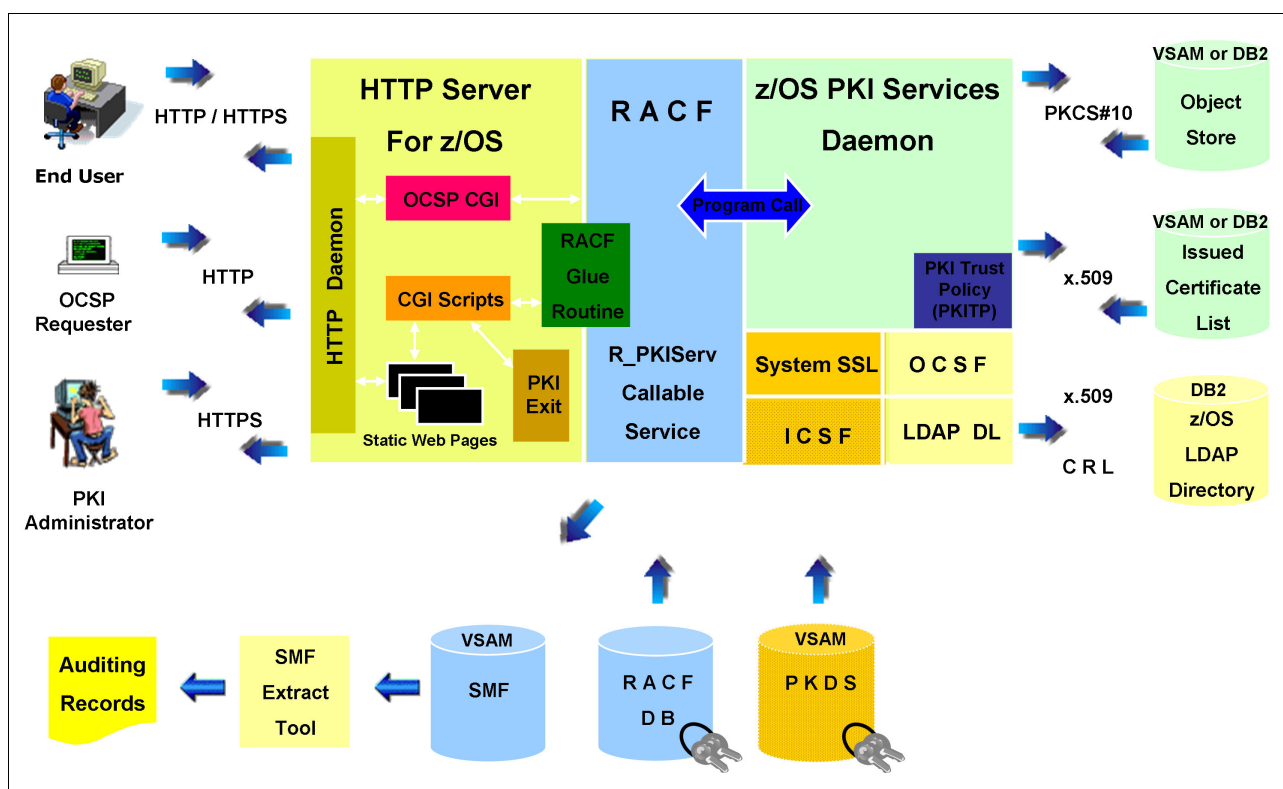 End User
HTTP / HTTPS
OCSP
Requester
HTTP
PKI
Administrator
HTTPS
HTTP Server
For z/OS
HTTP Daemon
OCSP CGI
CGI Scripts
RACF
Glue
Routine
PKI
Exit
Static Web Pages
R A C F
R_PKIServ
Callable
Service
z/OS PKI Services
Daemon
Program Call
PKI Trust
Policy
(PKITP)
System SSL
O C S F
I C S F
LDAP DL
PKCS#10
VSAM or DB2
Object
Store
x.509
VSAM or DB2
Issued
Certificate
List
x.509
C R L
DB2
z/OS
LDAP
Directory
Auditing
Records
SMF
Extract
Tool
VSAM
SMF
R A C F
D B
VSAM
P K D S